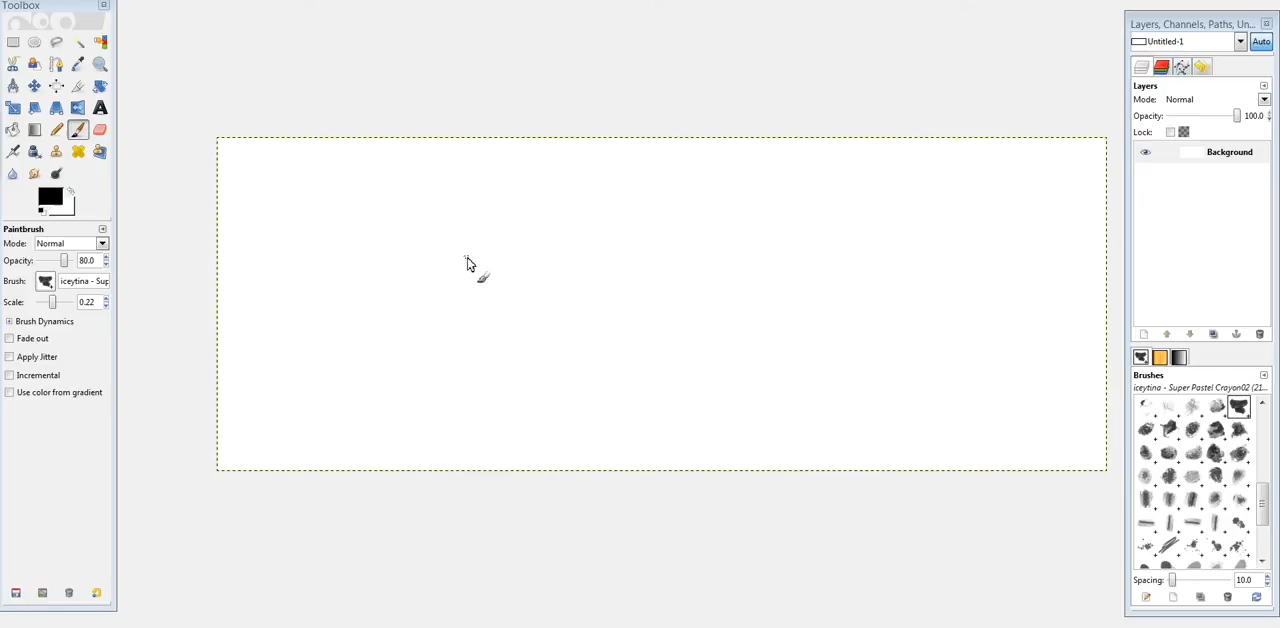 Toolbox
Paintbrush
Mode: Normal
Opacity: 80.0
Brush: iceytina - Sup
Scale: 0.22
Brush Dynamics
Fade out
Apply Jitter
Incremental
Use color from gradient
Layers, Channels, Paths, Un...
Untitled-1
Auto
Layers
Mode: Normal
Opacity: 100.0
Lock:
Background
Brushes
iceytina - Super Pastel Crayon02 (21...
Spacing: 10.0